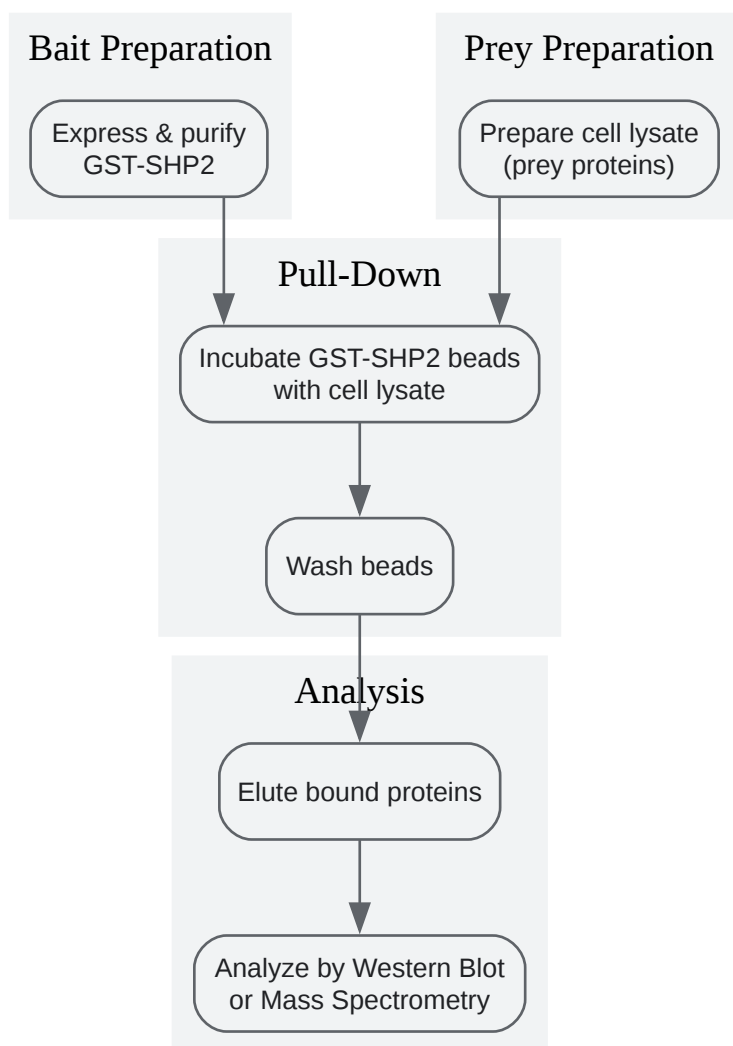 Bait Preparation
Prey Preparation
Express & purify
GST-SHP2
Prepare cell lysate
(prey proteins)
Pull-Down
Incubate GST-SHP2 beads
with cell lysate
Wash beads
Analysis
Elute bound proteins
Analyze by Western Blot
or Mass Spectrometry